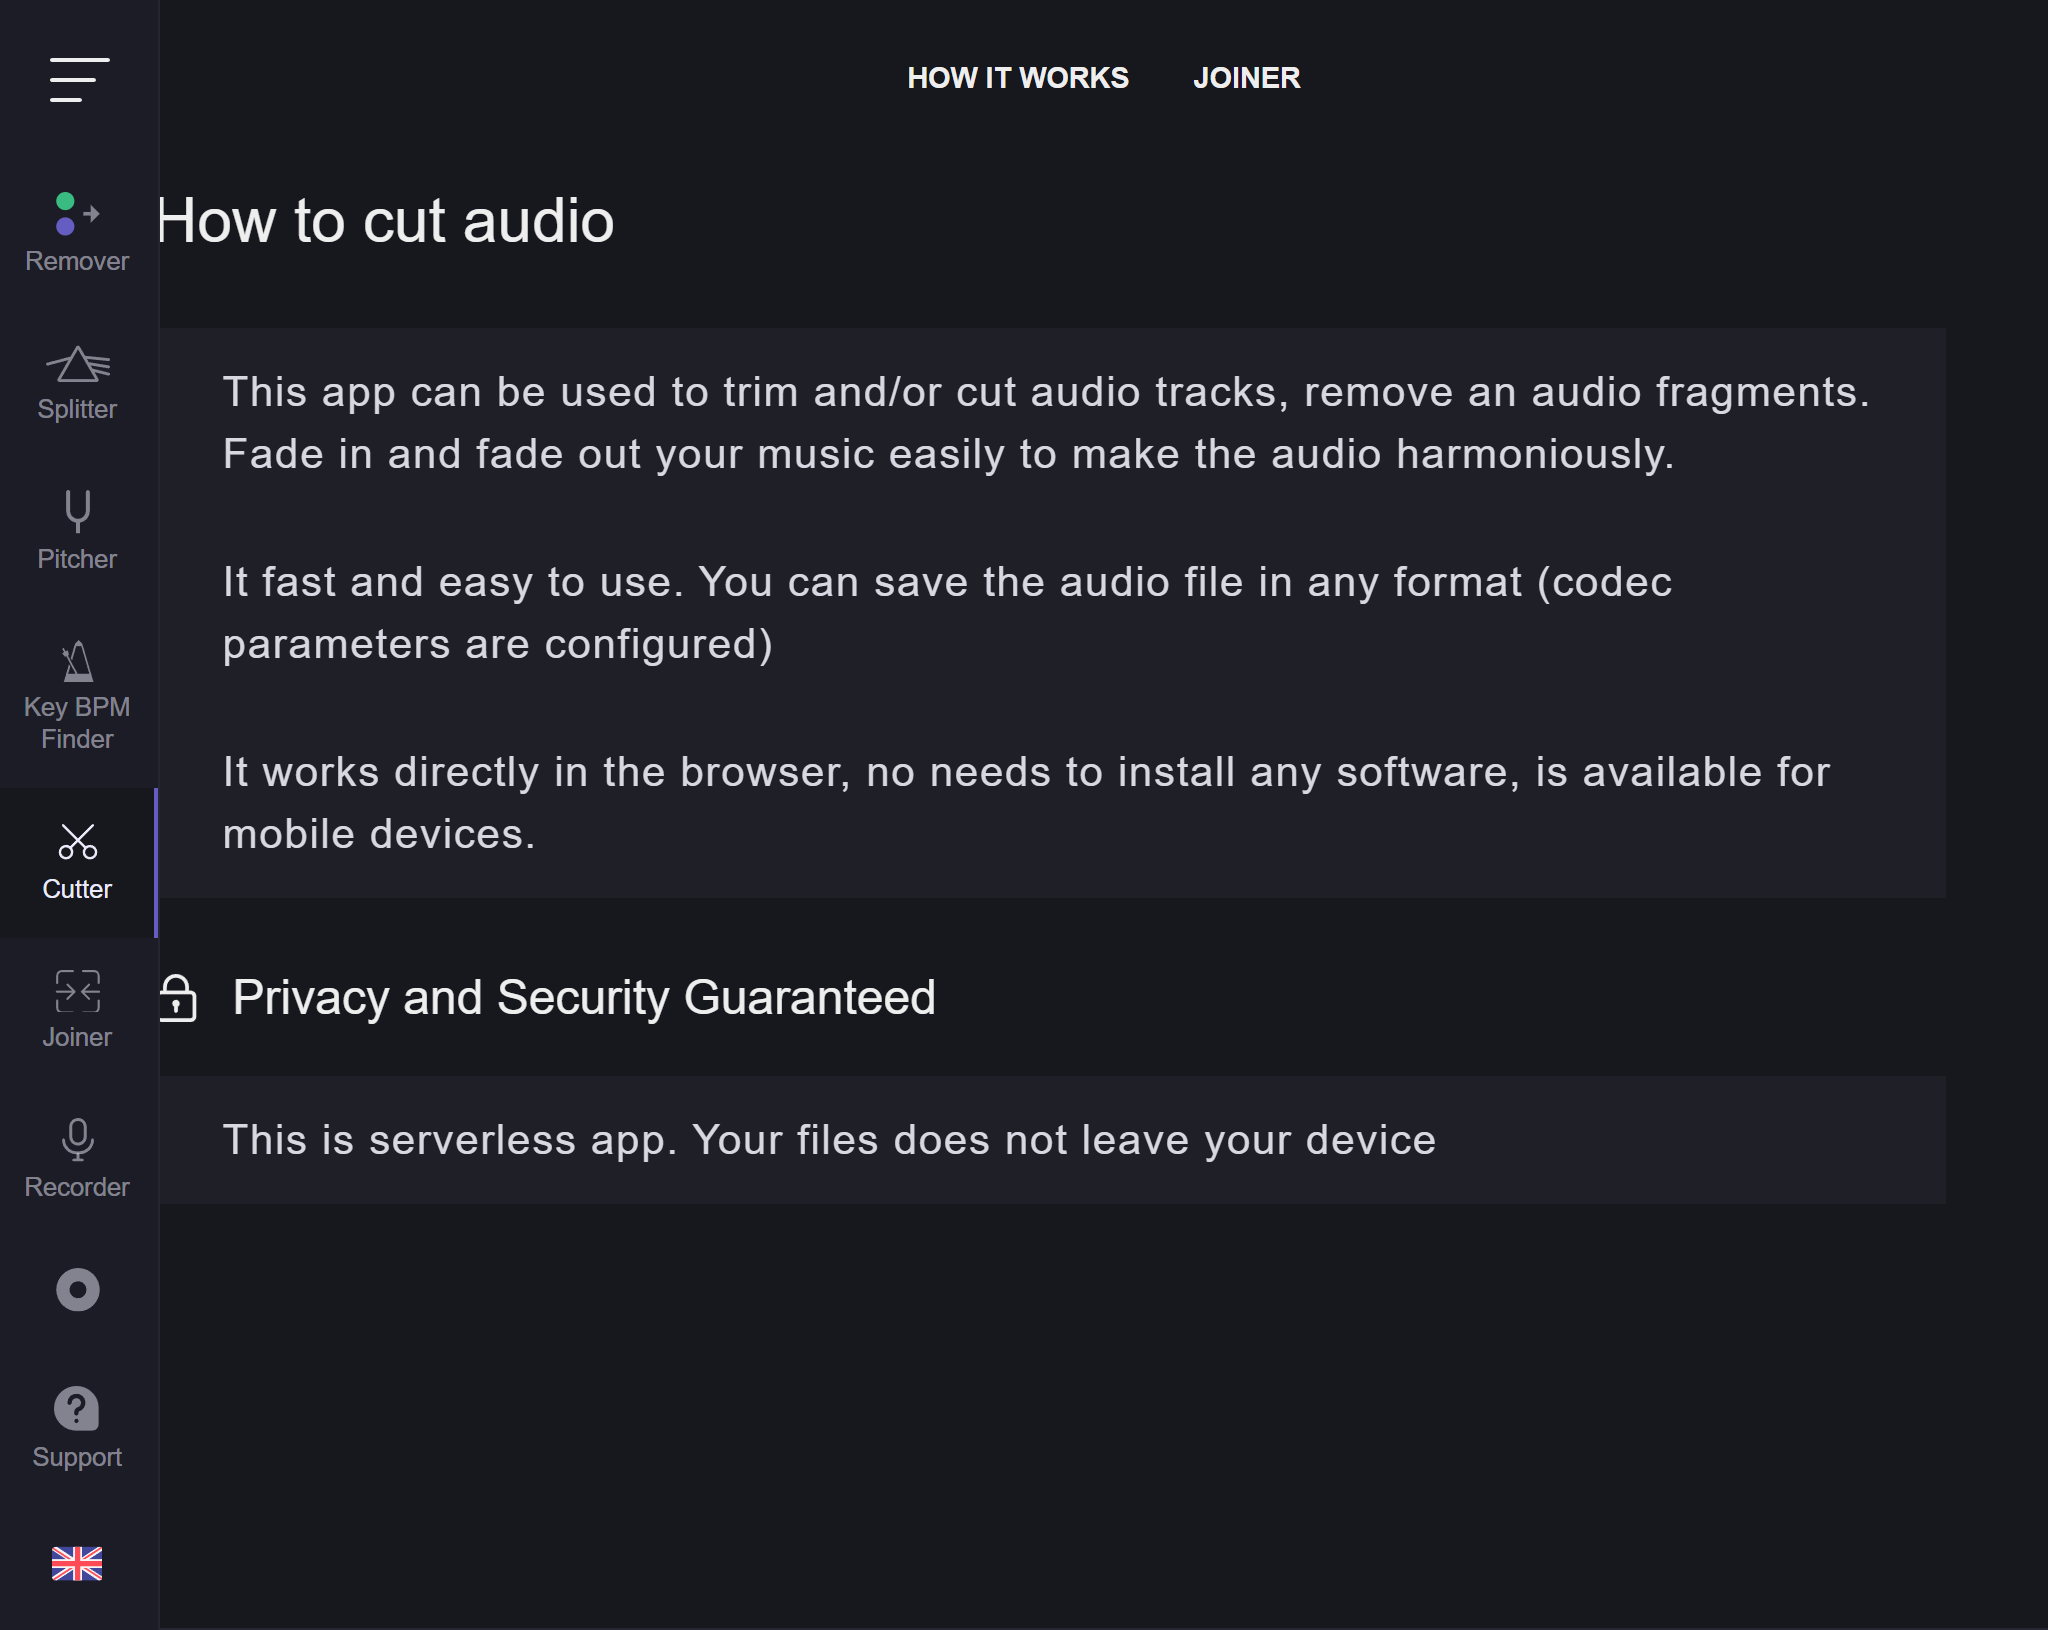 HOW IT WORKS JOINER
Remover
Splitter
Pitcher
Key BPM
Finder
Cutter
Joiner
Recorder
Support
How to cut audio
This app can be used to trim and/or cut audio tracks, remove an audio fragments.
Fade in and fade out your music easily to make the audio harmoniously.
It fast and easy to use. You can save the audio file in any format (codec
parameters are configured)
It works directly in the browser, no needs to install any software, is available for
mobile devices.
Privacy and Security Guaranteed
This is serverless app. Your files does not leave your device